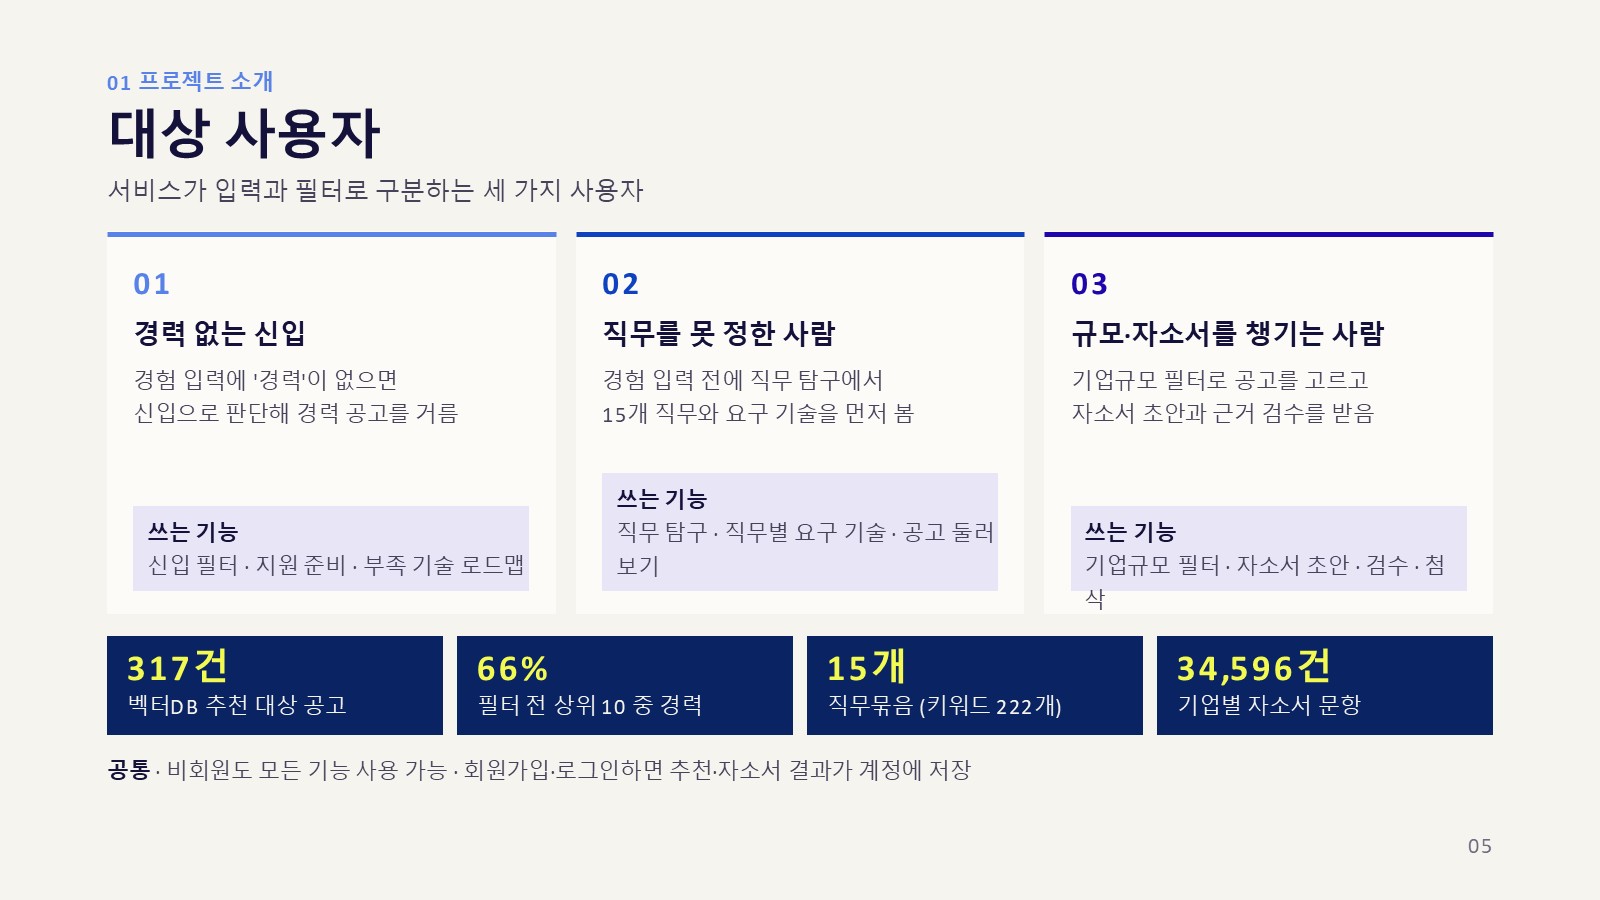 01 프로젝트 소개
대상 사용자
서비스가 입력과 필터로 구분하는 세 가지 사용자
01
경력 없는 신입
경험 입력에 '경력'이 없으면
신입으로 판단해 경력 공고를 거름
쓰는 기능
신입 필터 · 지원 준비 · 부족 기술 로드맵
02
직무를 못 정한 사람
경험 입력 전에 직무 탐구에서
15개 직무와 요구 기술을 먼저 봄
쓰는 기능
직무 탐구 · 직무별 요구 기술 · 공고 둘러
보기
03
규모·자소서를 챙기는 사람
기업규모 필터로 공고를 고르고
자소서 초안과 근거 검수를 받음
쓰는 기능
기업규모 필터 · 자소서 초안 · 검수 · 첨
삭
317건
벡터DB 추천 대상 공고
66%
필터 전 상위 10 중 경력
15개
직무묶음 (키워드 222개)
34,596건
기업별 자소서 문항
공통 · 비회원도 모든 기능 사용 가능 · 회원가입·로그인하면 추천·자소서 결과가 계정에 저장
05